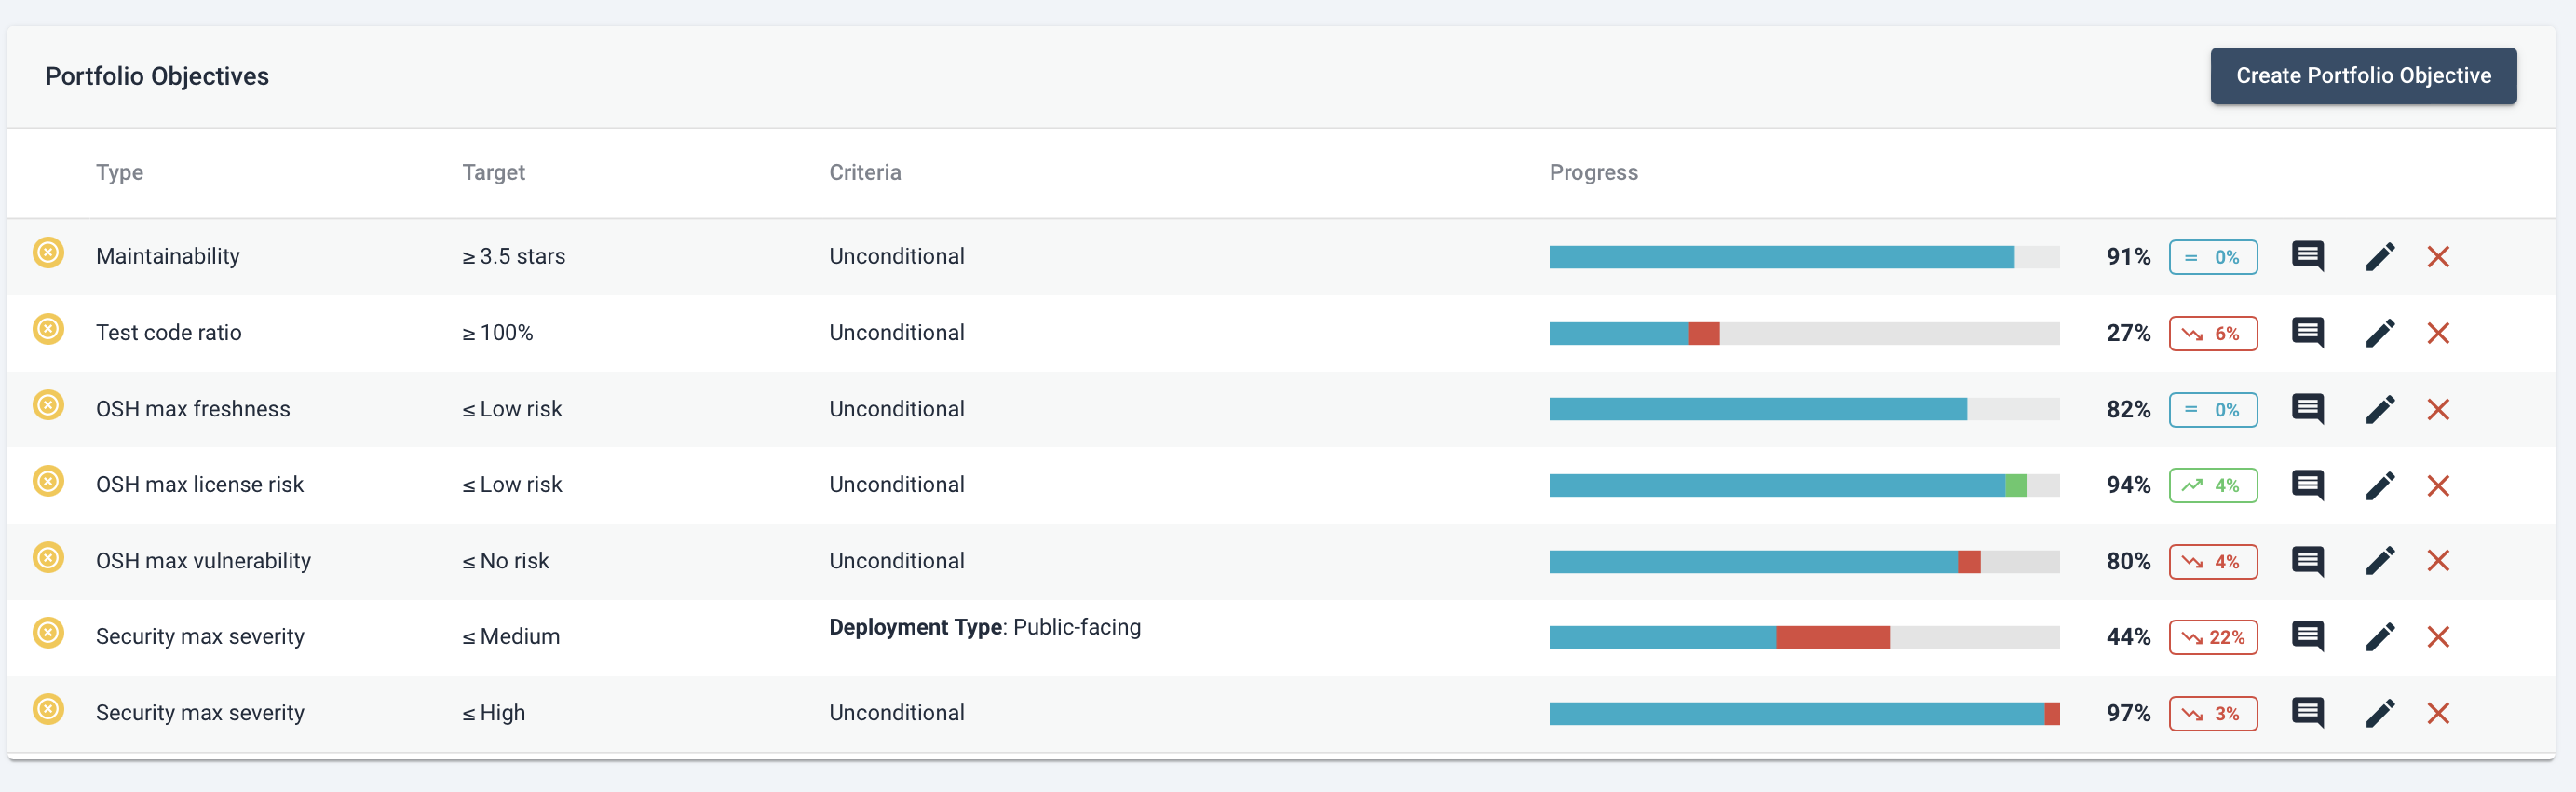 Portfolio Objectives
Create Portfolio Objective
Type Target Criteria Progress
Maintainability ≥ 3.5 stars Unconditional 91% = 0%
Test code ratio ≥ 100% Unconditional 27% 6%
OSH max freshness ≤ Low risk Unconditional 82% = 0%
OSH max license risk ≤ Low risk Unconditional 94% 4%
OSH max vulnerability ≤ No risk Unconditional 80% 4%
Security max severity ≤ Medium Deployment Type: Public-facing 44% 22%
Security max severity ≤ High Unconditional 97% 3%